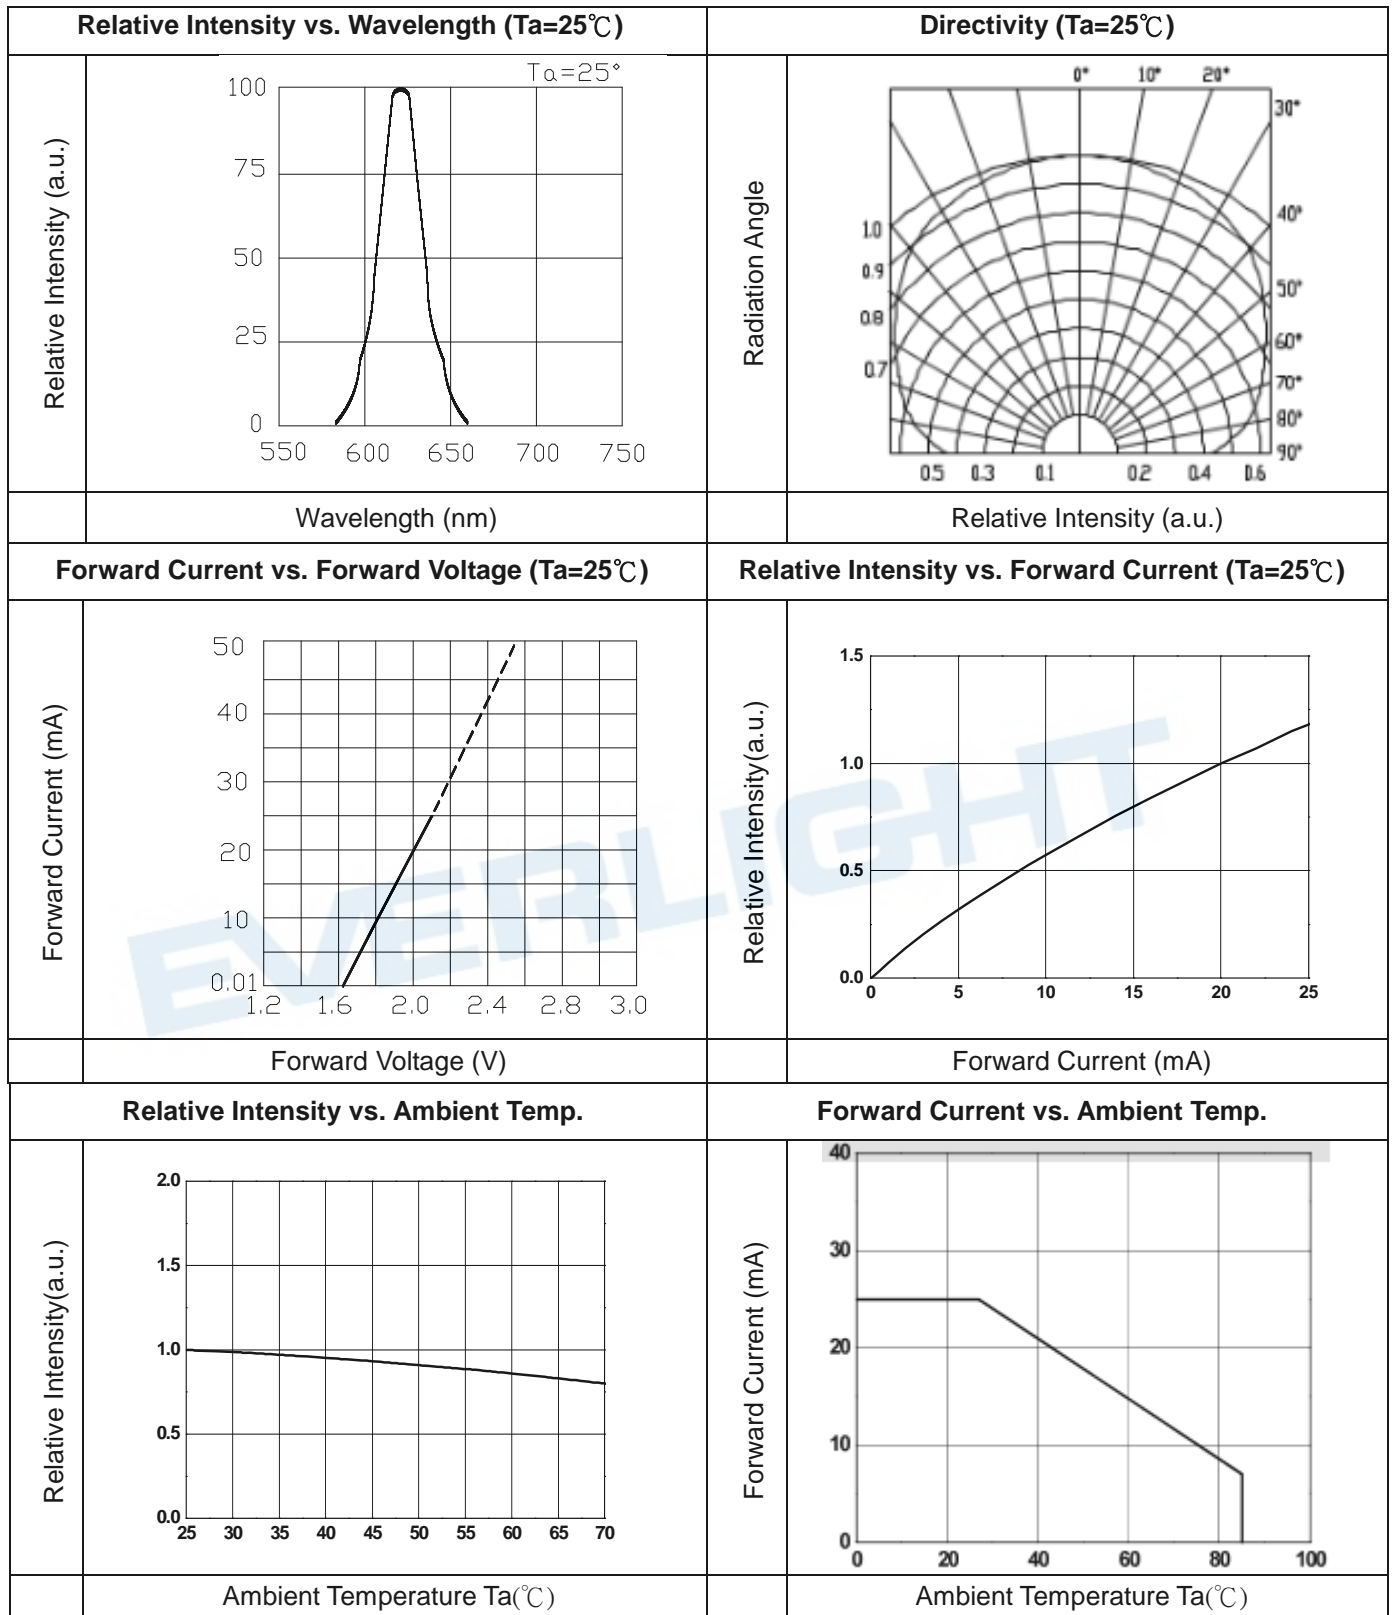 Relative Intensity vs. Wavelength (Ta=25℃)
Directivity (Ta=25℃)
Relative Intensity (a.u.)
Ta=25°
100
75
50
25
0
550 600 650 700 750
Wavelength (nm)
Radiation Angle
0° 10° 20°
30°
40°
50°
60°
70°
80°
90°
1.0
0.9
0.8
0.7
0.5 0.3 0.1 0.2 0.4 0.6
Relative Intensity (a.u.)
Forward Current vs. Forward Voltage (Ta=25℃)
Relative Intensity vs. Forward Current (Ta=25℃)
Forward Current (mA)
50
40
30
20
10
0.01
1.2 1.6 2.0 2.4 2.8 3.0
Forward Voltage (V)
Relative Intensity(a.u.)
1.5
1.0
0.5
0.0
0 5 10 15 20 25
Forward Current (mA)
EVERLIGHT
Relative Intensity vs. Ambient Temp.
Forward Current vs. Ambient Temp.
Relative Intensity(a.u.)
2.0
1.5
1.0
0.5
0.0
25 30 35 40 45 50 55 60 65 70
Ambient Temperature Ta(℃)
Forward Current (mA)
40
30
20
10
0
0 20 40 60 80 100
Ambient Temperature Ta(℃)